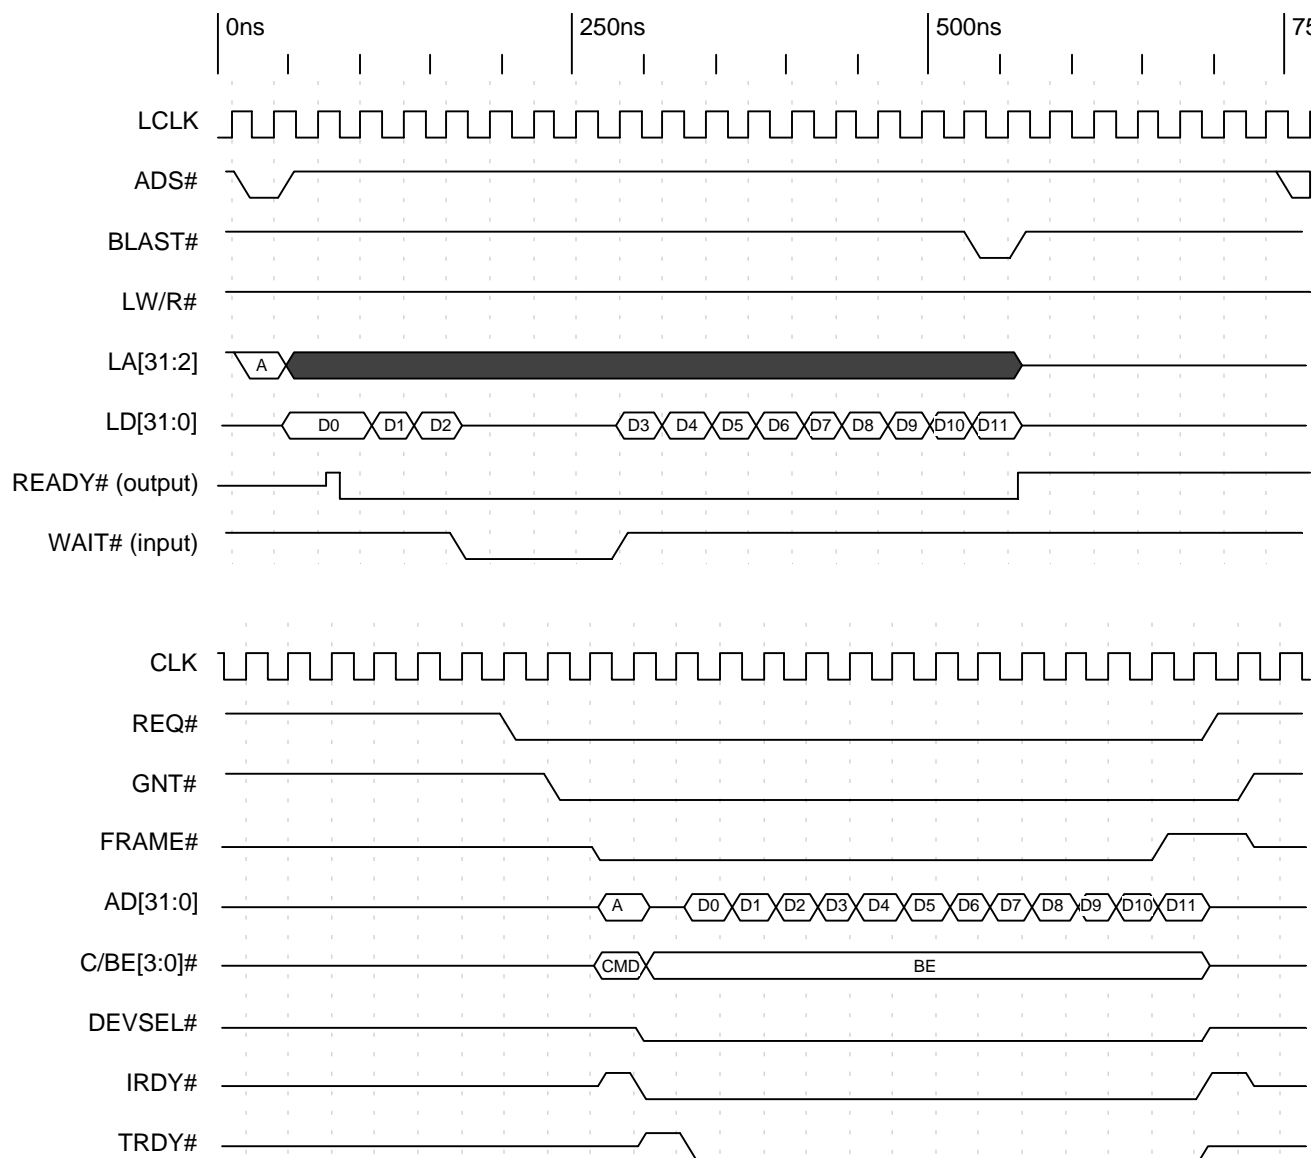 0ns 250ns 500ns 75
LCLK
ADS#
BLAST#
LW/R#
LA[31:2] A
LD[31:0] D0 D1 D2 D3 D4 D5 D6 D7 D8 D9 D10 D11
READY# (output)
WAIT# (input)
CLK
REQ#
GNT#
FRAME#
AD[31:0] A D0 D1 D2 D3 D4 D5 D6 D7 D8 D9 D10 D11
C/BE[3:0]# CMD BE
DEVSEL#
IRDY#
TRDY#